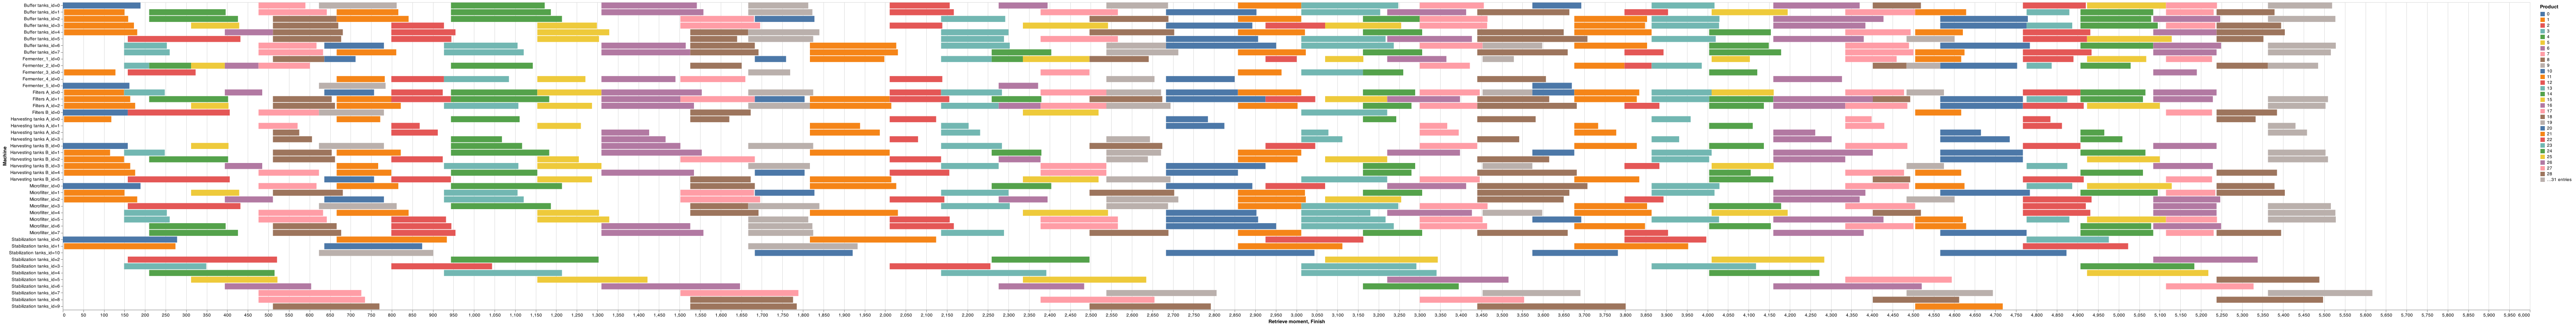 Buffer tanks_id=0
Buffer tanks_id=1
Buffer tanks_id=2
Buffer tanks_id=3
Buffer tanks_id=4
Buffer tanks_id=5
Buffer tanks_id=6
Buffer tanks_id=7
Fermenter_1_id=0
Fermenter_2_id=0
Fermenter_3_id=0
Fermenter_4_id=0
Fermenter_5_id=0
Filters A_id=0
Filters A_id=1
Filters A_id=2
Filters B_id=0
Harvesting tanks A_id=0
Harvesting tanks A_id=1
Harvesting tanks A_id=2
Harvesting tanks A_id=3
Harvesting tanks B_id=0
Harvesting tanks B_id=1
Harvesting tanks B_id=2
Harvesting tanks B_id=3
Harvesting tanks B_id=4
Harvesting tanks B_id=5
Microfilter_id=0
Microfilter_id=1
Microfilter_id=2
Microfilter_id=3
Microfilter_id=4
Microfilter_id=5
Microfilter_id=6
Microfilter_id=7
Stabilization tanks_id=0
Stabilization tanks_id=1
Stabilization tanks_id=10
Stabilization tanks_id=2
Stabilization tanks_id=3
Stabilization tanks_id=4
Stabilization tanks_id=5
Stabilization tanks_id=6
Stabilization tanks_id=7
Stabilization tanks_id=8
Stabilization tanks_id=9
Machine
0 50 100 150 200 250 300 350 400 450 500 550 600 650 700 750 800 850 900 950 1,000 1,050 1,100 1,150 1,200 1,250 1,300 1,350 1,400 1,450 1,500 1,550 1,600 1,650 1,700 1,750 1,800 1,850 1,900 1,950 2,000 2,050 2,100 2,150 2,200 2,250 2,300 2,350 2,400 2,450 2,500 2,550 2,600 2,650 2,700 2,750 2,800 2,850 2,900 2,950 3,000 3,050 3,100 3,150 3,200 3,250 3,300 3,350 3,400 3,450 3,500 3,550 3,600 3,650 3,700 3,750 3,800 3,850 3,900 3,950 4,000 4,050 4,100 4,150 4,200 4,250 4,300 4,350 4,400 4,450 4,500 4,550 4,600 4,650 4,700 4,750 4,800 4,850 4,900 4,950 5,000 5,050 5,100 5,150 5,200 5,250 5,300 5,350 5,400 5,450 5,500 5,550 5,600 5,650 5,700 5,750 5,800 5,850 5,900 5,950 6,000
Retrieve moment, Finish
Product
0
1
2
3
4
5
6
7
8
9
10
11
12
13
14
15
16
17
18
19
20
21
22
23
24
25
26
27
28
...31 entries